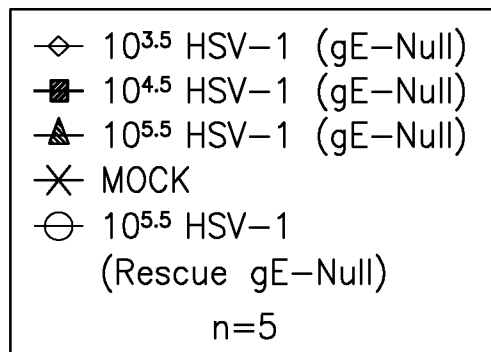 10^3.5 HSV-1 (gE-Null)
10^4.5 HSV-1 (gE-Null)
10^5.5 HSV-1 (gE-Null)
MOCK
10^5.5 HSV-1
(Rescue gE-Null)
n=5